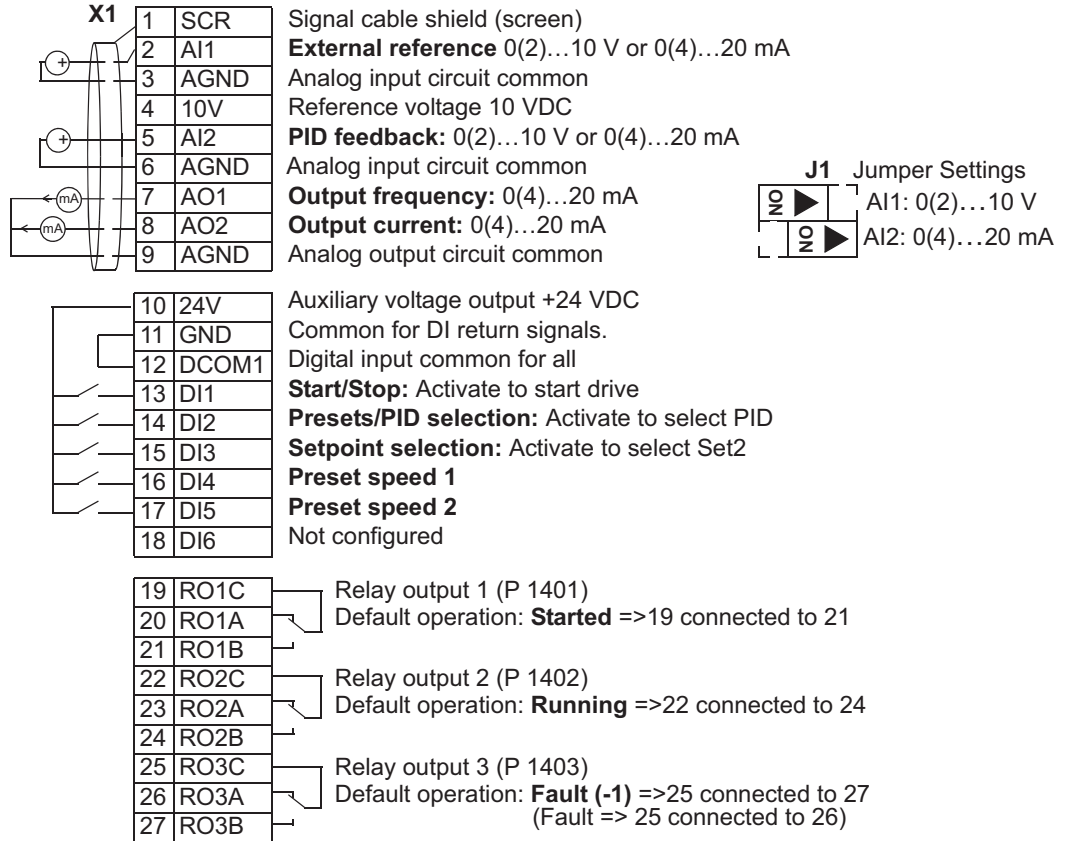 X1
1 SCR Signal cable shield (screen)
2 AI1 External reference 0(2)…10 V or 0(4)…20 mA
3 AGND Analog input circuit common
4 10V Reference voltage 10 VDC
5 AI2 PID feedback: 0(2)…10 V or 0(4)…20 mA
6 AGND Analog input circuit common
7 AO1 Output frequency: 0(4)…20 mA
8 AO2 Output current: 0(4)…20 mA
9 AGND Analog output circuit common
+
+
mA
mA
J1 Jumper Settings
ON AI1: 0(2)…10 V
ON AI2: 0(4)…20 mA
10 24V Auxiliary voltage output +24 VDC
11 GND Common for DI return signals.
12 DCOM1 Digital input common for all
13 DI1 Start/Stop: Activate to start drive
14 DI2 Presets/PID selection: Activate to select PID
15 DI3 Setpoint selection: Activate to select Set2
16 DI4 Preset speed 1
17 DI5 Preset speed 2
18 DI6 Not configured
19 RO1C Relay output 1 (P 1401)
20 RO1A Default operation: Started =>19 connected to 21
21 RO1B
22 RO2C Relay output 2 (P 1402)
23 RO2A Default operation: Running =>22 connected to 24
24 RO2B
25 RO3C Relay output 3 (P 1403)
26 RO3A Default operation: Fault (-1) =>25 connected to 27
27 RO3B (Fault => 25 connected to 26)